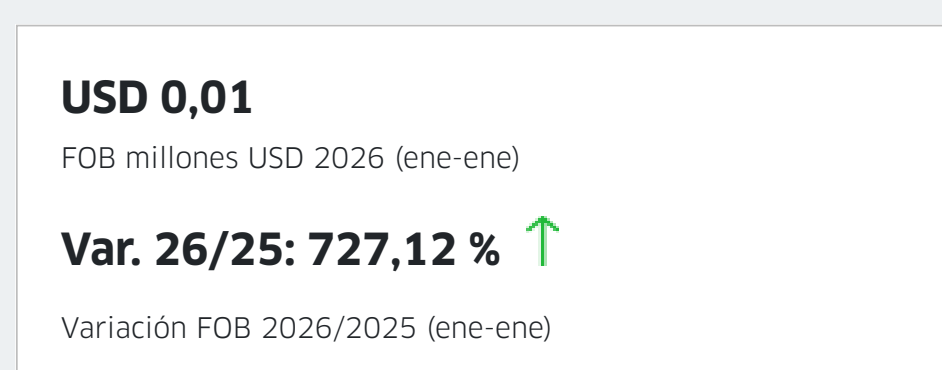 USD 0,01
FOB millones USD 2026 (ene-ene)
Var. 26/25: 727,12 %
Variación FOB 2026/2025 (ene-ene)